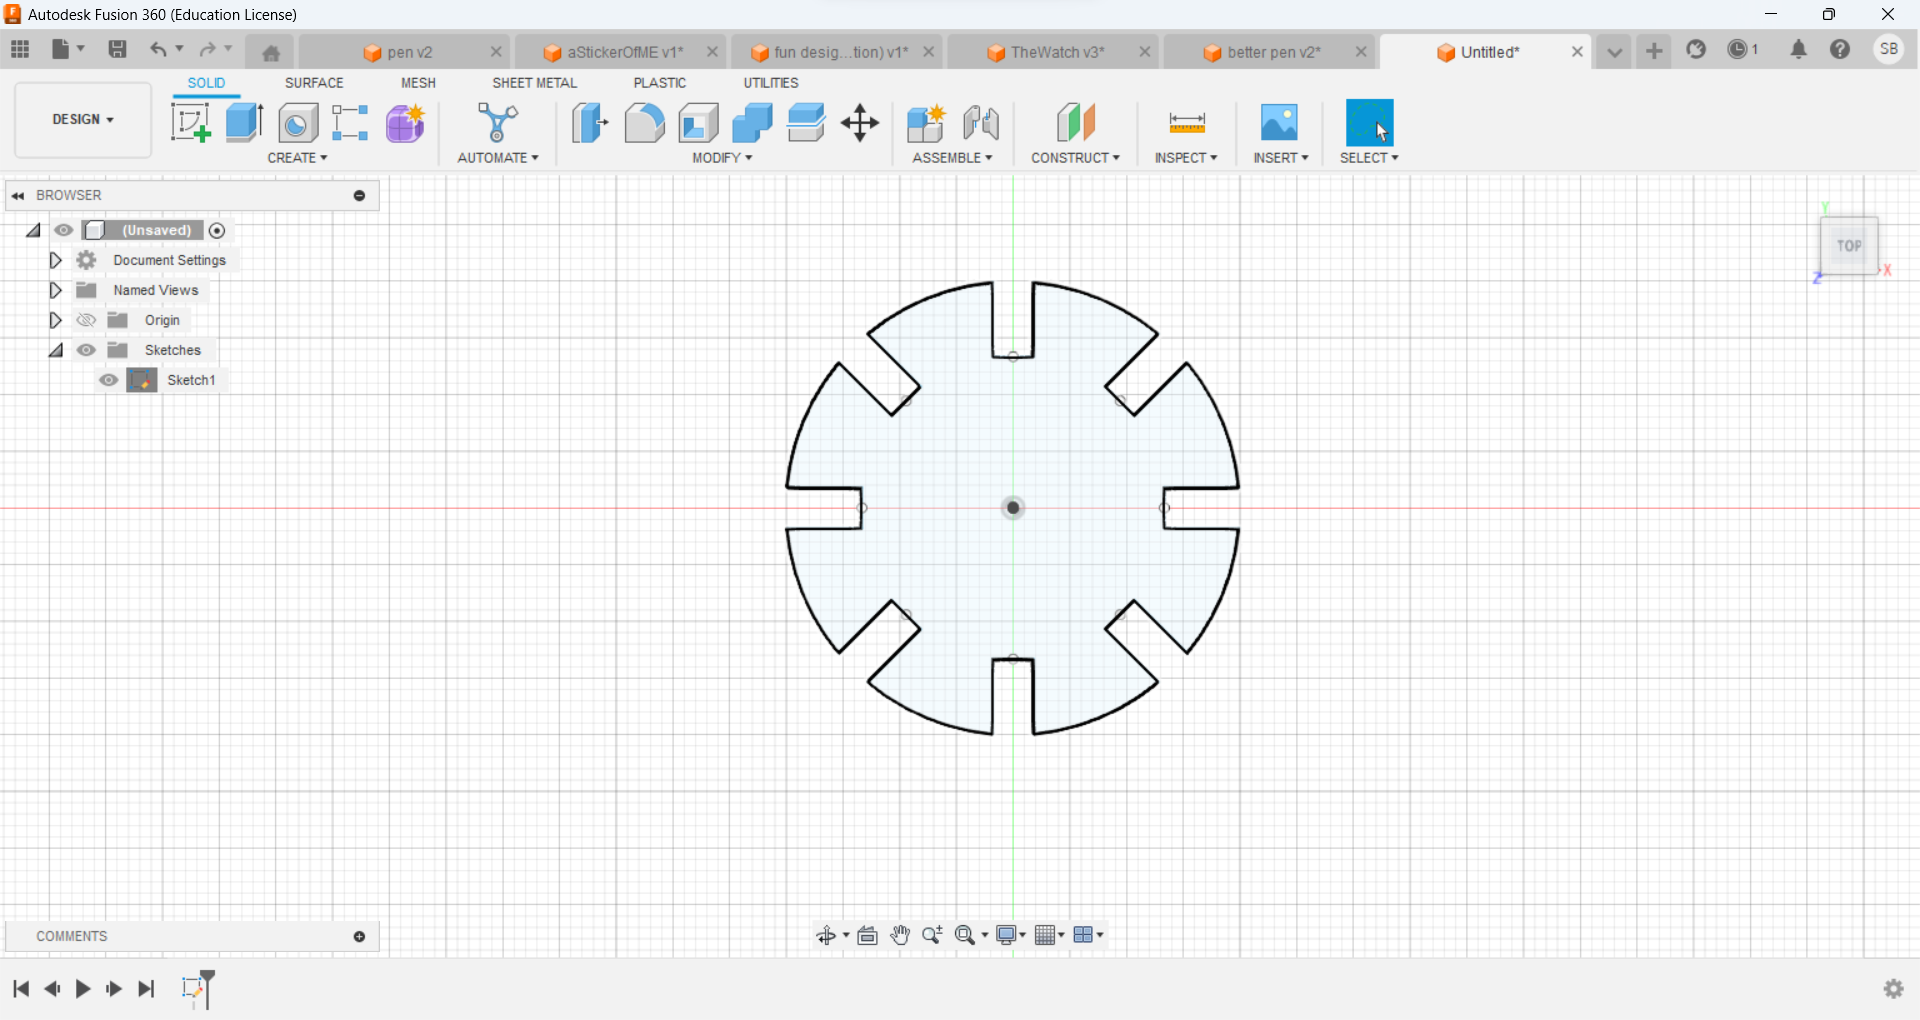 Autodesk Fusion 360 (Education License)
pen v2
aStickerOfME v1*
fun desig...tion) v1*
TheWatch v3*
better pen v2*
Untitled*
1
SB
SOLID
SURFACE
MESH
SHEET METAL
PLASTIC
UTILITIES
DESIGN
CREATE
AUTOMATE
MODIFY
ASSEMBLE
CONSTRUCT
INSPECT
INSERT
SELECT
BROWSER
(Unsaved)
Document Settings
Named Views
Origin
Sketches
Sketch1
Y
TOP
X
Z
COMMENTS